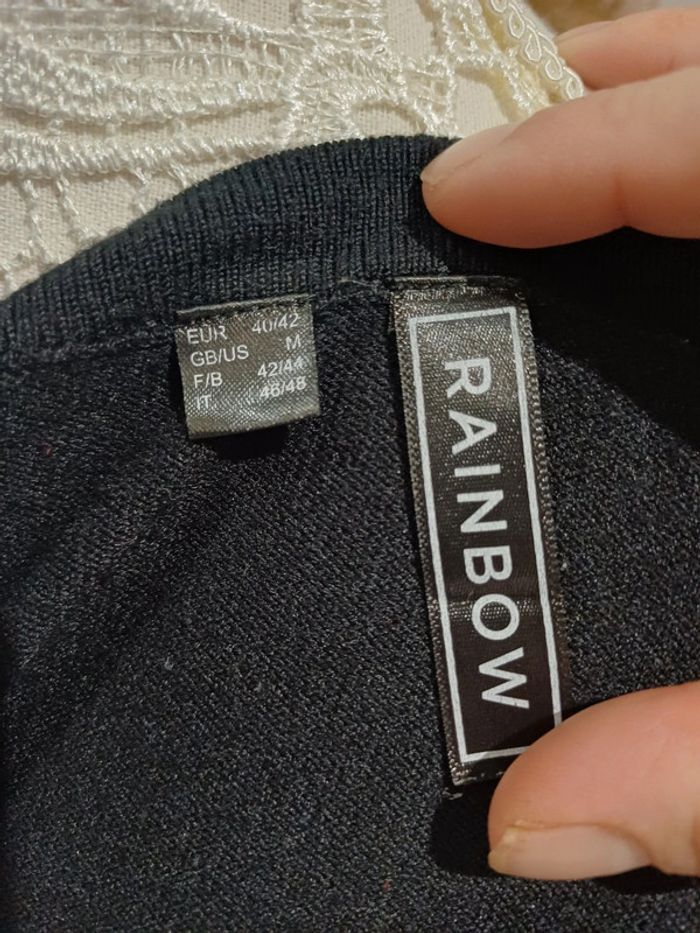 EUR 40/42
GB/US M
F/B 42/44
IT. 46/48
RAINBOW